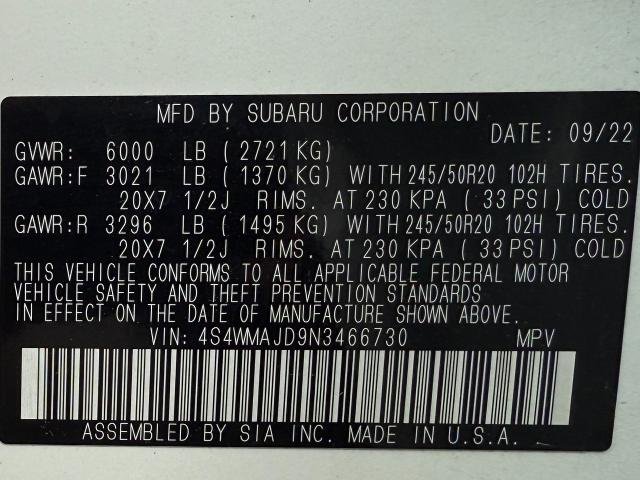 MFD BY SUBARU CORPORATION
DATE: 09/22
GVWR: 6000 LB ( 2721 KG)
GAWR:F 3021 LB ( 1370 KG) WITH 245/50R20 102H TIRES.
20X7 1/2J RIMS. AT 230 KPA ( 33 PSI) COLD
GAWR:R 3296 LB ( 1495 KG) WITH 245/50R20 102H TIRES.
20X7 1/2J RIMS. AT 230 KPA ( 33 PSI) COLD
THIS VEHICLE CONFORMS TO ALL APPLICABLE FEDERAL MOTOR
VEHICLE SAFETY AND THEFT PREVENTION STANDARDS
IN EFFECT ON THE DATE OF MANUFACTURE SHOWN ABOVE.
VIN: 4S4WMAJD9N3466730 MPV
ASSEMBLED BY SIA INC. MADE IN U.S.A.